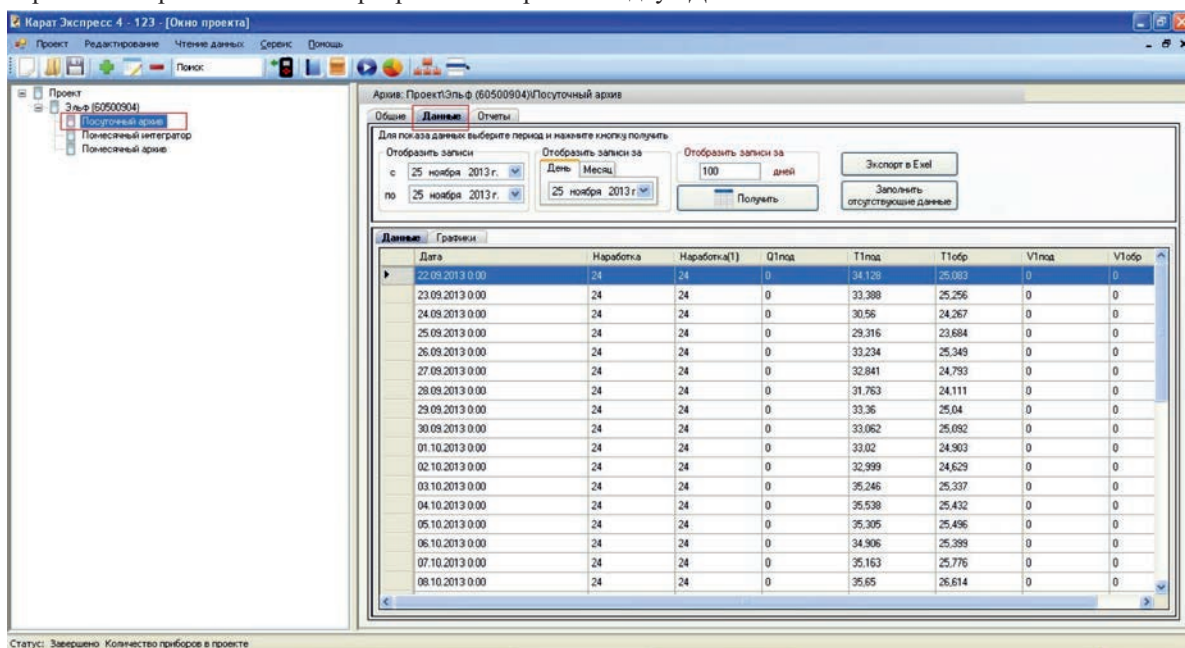 Карат Экспресс 4 - 123 - [Окно проекта]
Проект Редактирование Чтение данных Сервис Помощь
Поиск:
Проект
Эльф (60500904)
Посуточный архив
Помесячный интегратор
Помесячный архив
Архив: Проект\Эльф (60500904)\Посуточный архив
Общие Данные Отчеты
Для показа данных выберите период и нажмите кнопку получить
Отобразить записи
с 25 ноября 2013 г.
по 25 ноября 2013 г.
Отобразить записи за
День Месяц
25 ноября 2013 г
Отобразить записи за
100 дней
Получить
Экспорт в Exel
Заполнить
отсутствующие данные
Данные Графики
Дата Наработка Наработка(1) Q1под T1под T1обр V1под V1обр
22.09.2013 0:00 24 24 0 34,128 25,083 0 0
23.09.2013 0:00 24 24 0 33,388 25,256 0 0
24.09.2013 0:00 24 24 0 30,56 24,267 0 0
25.09.2013 0:00 24 24 0 29,316 23,684 0 0
26.09.2013 0:00 24 24 0 33,234 25,349 0 0
27.09.2013 0:00 24 24 0 32,841 24,793 0 0
28.09.2013 0:00 24 24 0 31,763 24,111 0 0
29.09.2013 0:00 24 24 0 33,36 25,04 0 0
30.09.2013 0:00 24 24 0 33,062 25,092 0 0
01.10.2013 0:00 24 24 0 33,02 24,903 0 0
02.10.2013 0:00 24 24 0 32,999 24,629 0 0
03.10.2013 0:00 24 24 0 35,246 25,337 0 0
04.10.2013 0:00 24 24 0 35,538 25,432 0 0
05.10.2013 0:00 24 24 0 35,305 25,496 0 0
06.10.2013 0:00 24 24 0 34,906 25,399 0 0
07.10.2013 0:00 24 24 0 35,163 25,776 0 0
08.10.2013 0:00 24 24 0 35,65 26,614 0 0
Статус: Завершено Количество приборов в проекте